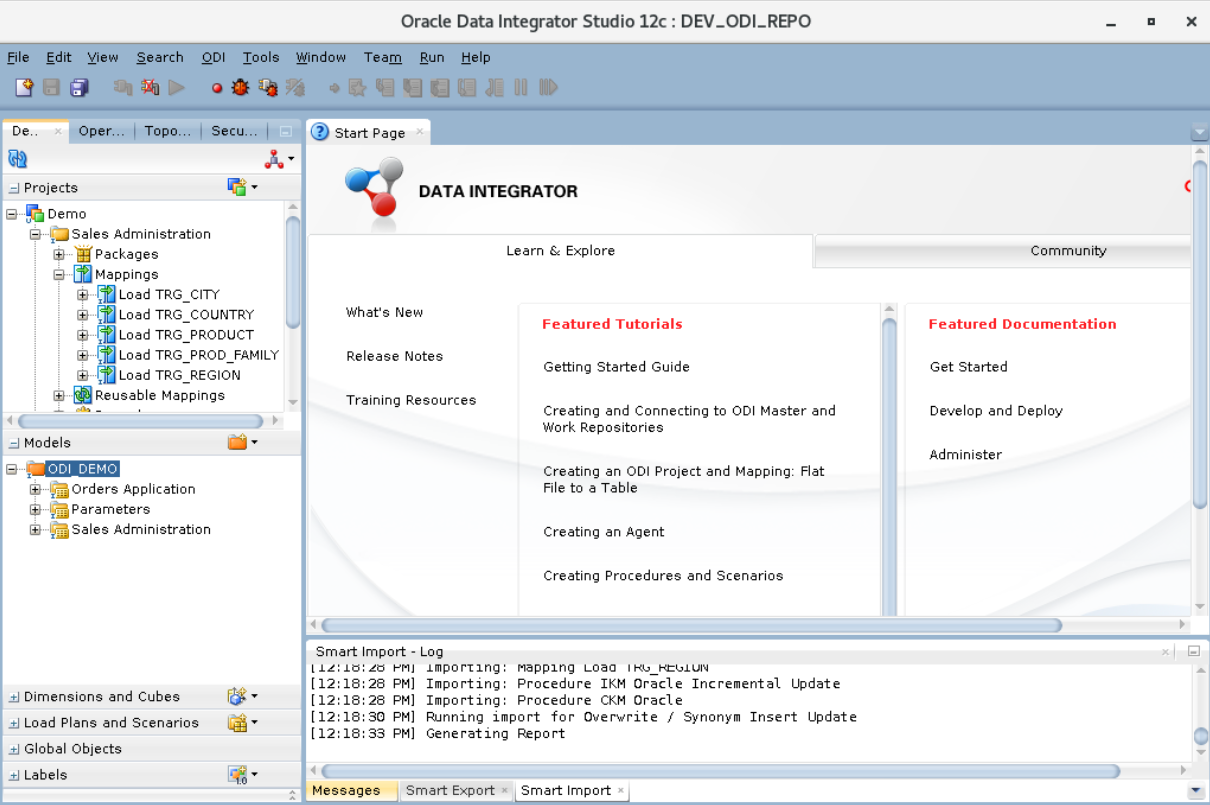 Oracle Data Integrator Studio 12c : DEV_ODI_REPO
File Edit View Search ODI Tools Window Team Run Help
De.. Oper... Topo... Secu...
Start Page
Projects
Demo
Sales Administration
Packages
Mappings
Load TRG_CITY
Load TRG_COUNTRY
Load TRG_PRODUCT
Load TRG_PROD_FAMILY
Load TRG_REGION
Reusable Mappings
Models
ODI_DEMO
Orders Application
Parameters
Sales Administration
Dimensions and Cubes
Load Plans and Scenarios
Global Objects
Labels
1.0
DATA INTEGRATOR
Learn & Explore
Community
What's New
Release Notes
Training Resources
Featured Tutorials
Getting Started Guide
Creating and Connecting to ODI Master and
Work Repositories
Creating an ODI Project and Mapping: Flat
File to a Table
Creating an Agent
Creating Procedures and Scenarios
Featured Documentation
Get Started
Develop and Deploy
Administer
Smart Import - Log
[12:18:28 PM] Importing: Mapping Load TRG_REGION
[12:18:28 PM] Importing: Procedure IKM Oracle Incremental Update
[12:18:28 PM] Importing: Procedure CKM Oracle
[12:18:30 PM] Running import for Overwrite / Synonym Insert Update
[12:18:33 PM] Generating Report
Messages Smart Export Smart Import